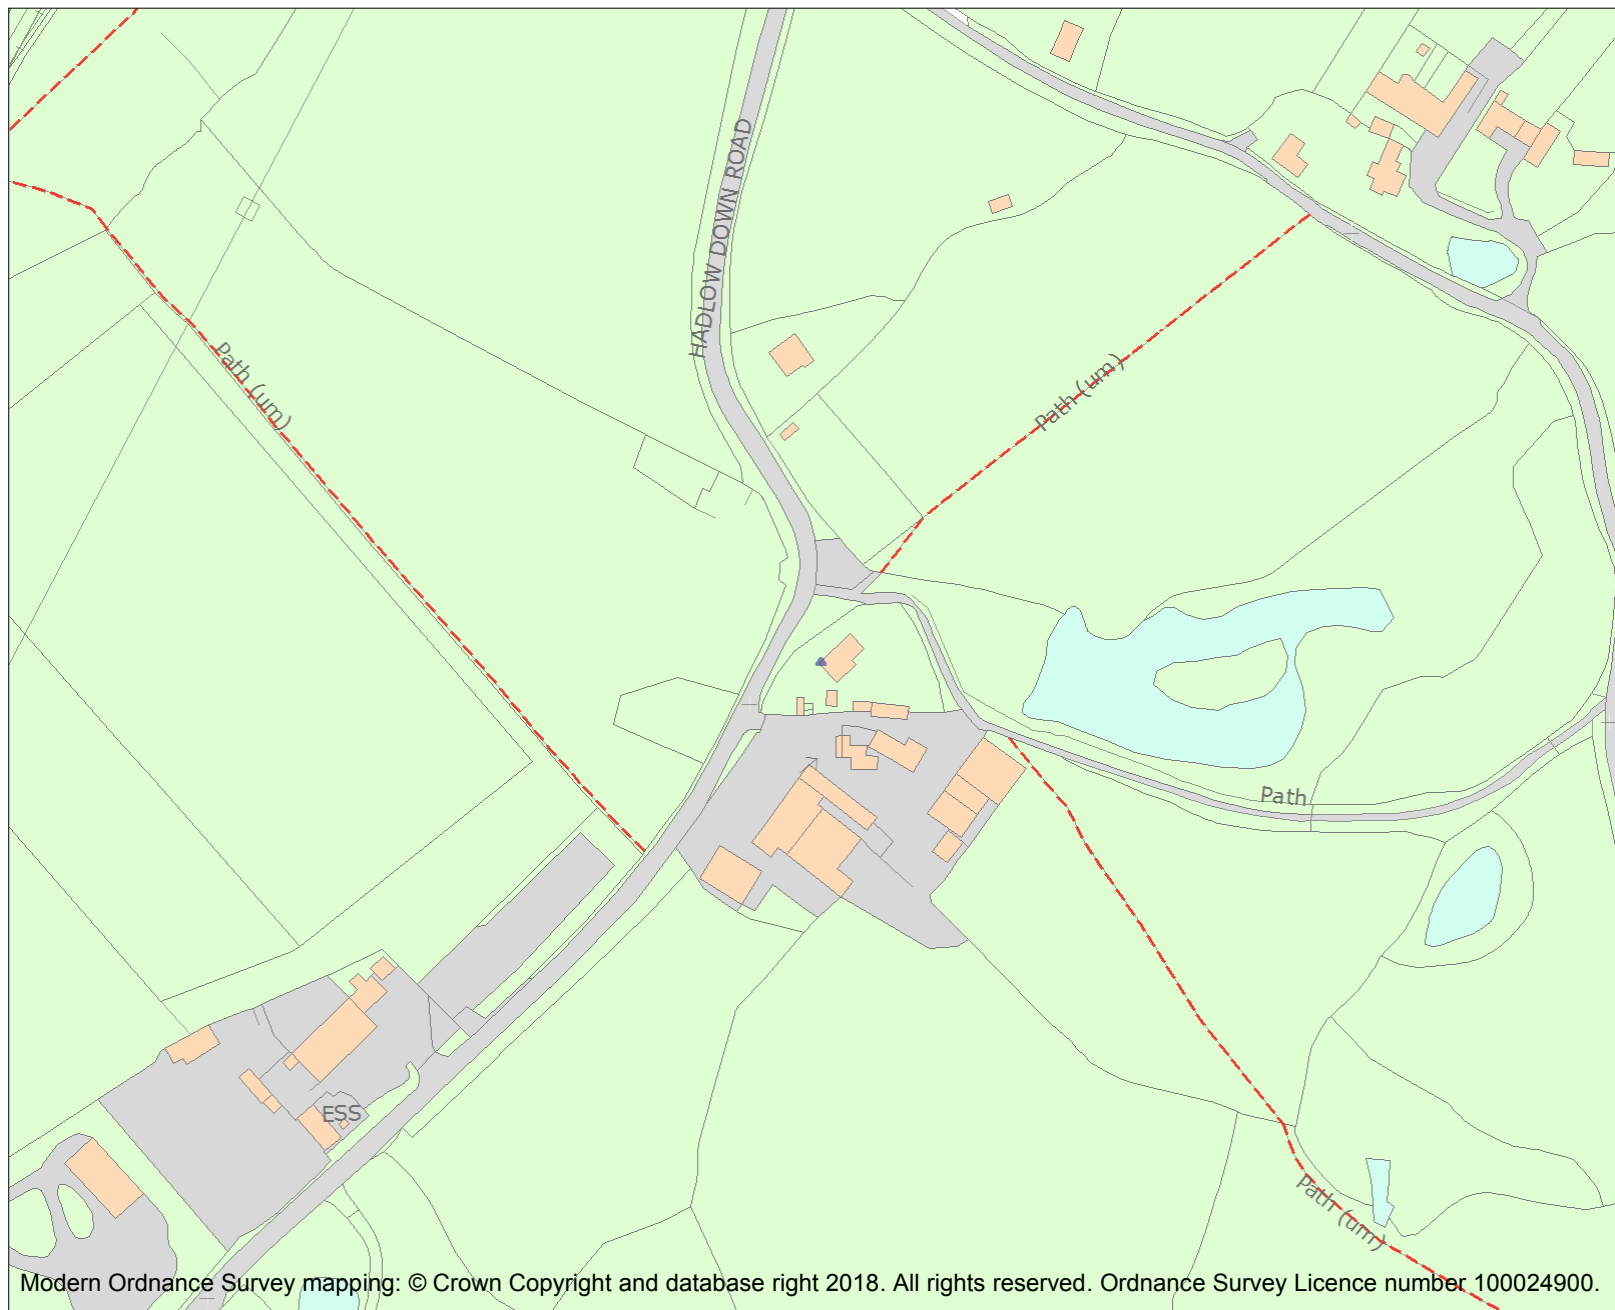 HADLOW DOWN ROAD
Path (um)
Path (um)
Path
ESS
Path (um)
Modern Ordnance Survey mapping: © Crown Copyright and database right 2018. All rights reserved. Ordnance Survey Licence number 100024900.